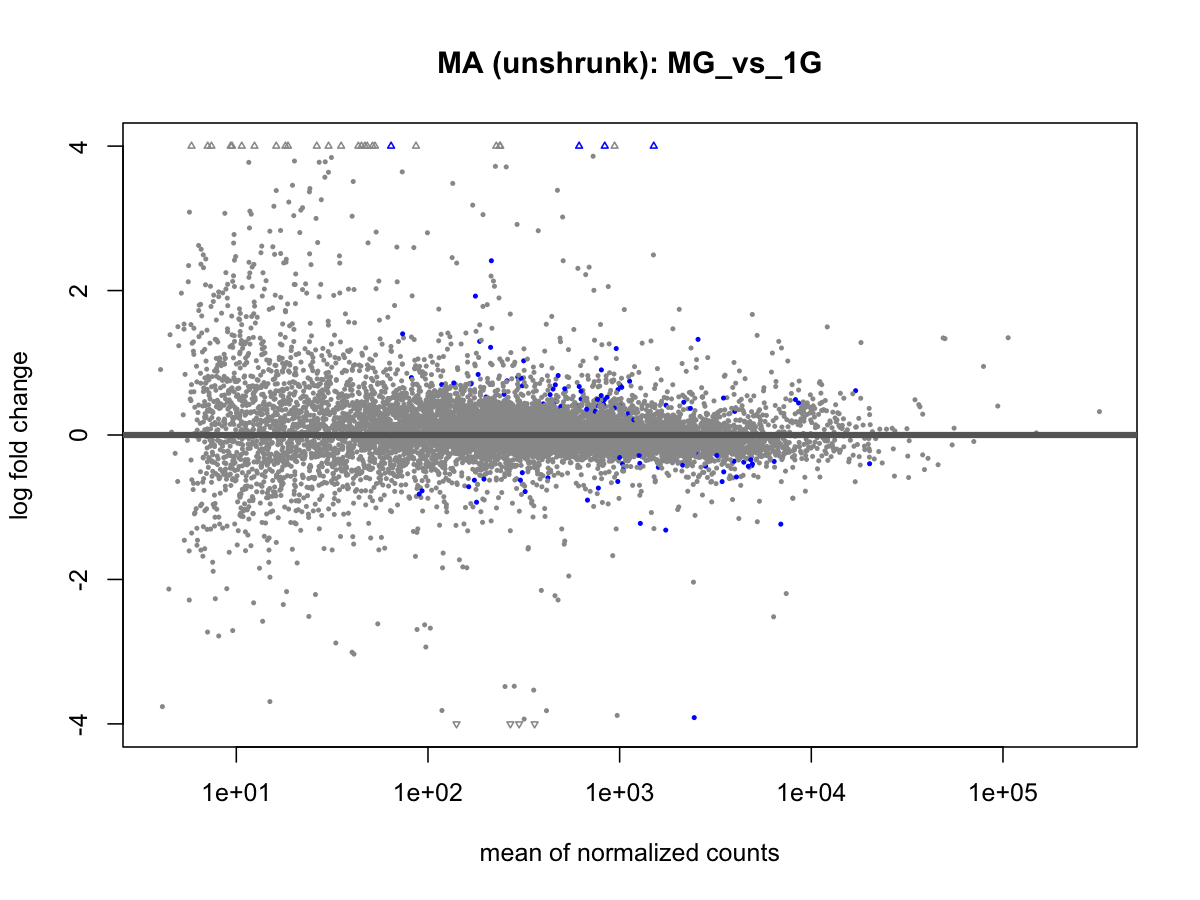 MA (unshrunk): MG_vs_1G
log fold change
4
2
0
-2
-4
1e+01 1e+02 1e+03 1e+04 1e+05
mean of normalized counts